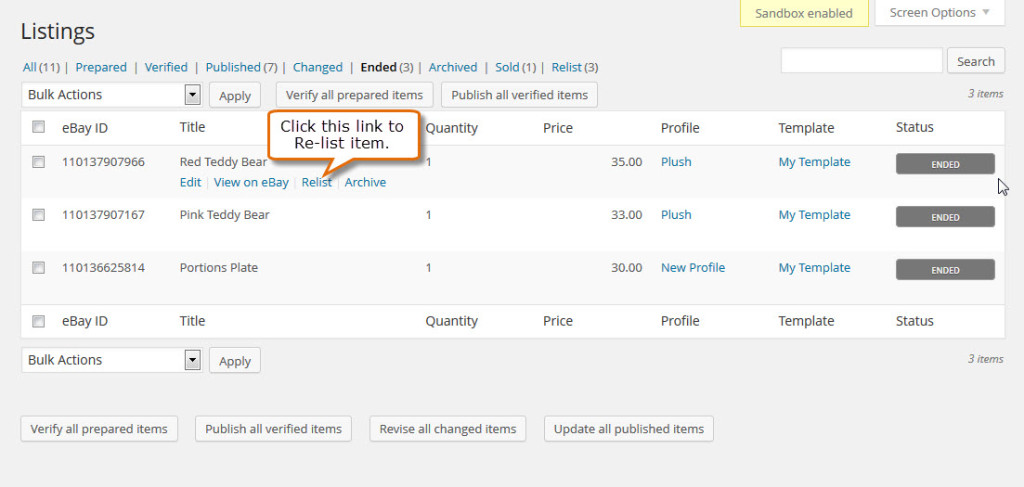 Sandbox enabled
Screen Options
Listings
All (11) | Prepared | Verified | Published (7) | Changed | Ended (3) | Archived | Sold (1) | Relist (3)
Search
Bulk Actions Apply Verify all prepared items Publish all verified items 3 items
eBay ID Title Quantity Price Profile Template Status
Click this link to
Re-list item.
110137907966 Red Teddy Bear 1 35.00 Plush My Template ENDED
Edit | View on eBay | Relist | Archive
110137907167 Pink Teddy Bear 1 33.00 Plush My Template ENDED
110136625814 Portions Plate 1 30.00 New Profile My Template ENDED
eBay ID Title Quantity Price Profile Template Status
Bulk Actions Apply 3 items
Verify all prepared items Publish all verified items Revise all changed items Update all published items